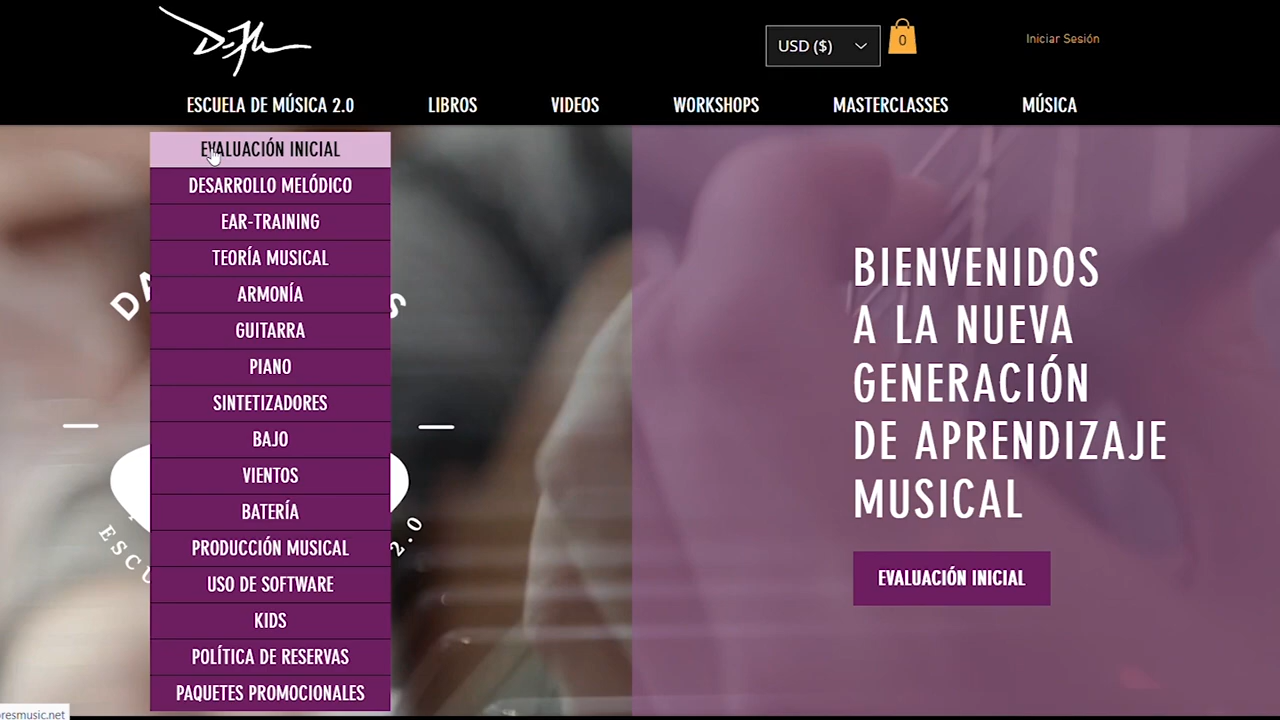 USD ($)
0
Iniciar Sesión
ESCUELA DE MÚSICA 2.0
LIBROS
VIDEOS
WORKSHOPS
MASTERCLASSES
MÚSICA
EVALUACIÓN INICIAL
DESARROLLO MELÓDICO
EAR-TRAINING
TEORÍA MUSICAL
ARMONÍA
GUITARRA
PIANO
SINTETIZADORES
BAJO
VIENTOS
BATERÍA
PRODUCCIÓN MUSICAL
USO DE SOFTWARE
KIDS
POLÍTICA DE RESERVAS
PAQUETES PROMOCIONALES
BIENVENIDOS
A LA NUEVA
GENERACIÓN
DE APRENDIZAJE
MUSICAL
EVALUACIÓN INICIAL
2.0
resmusic.net